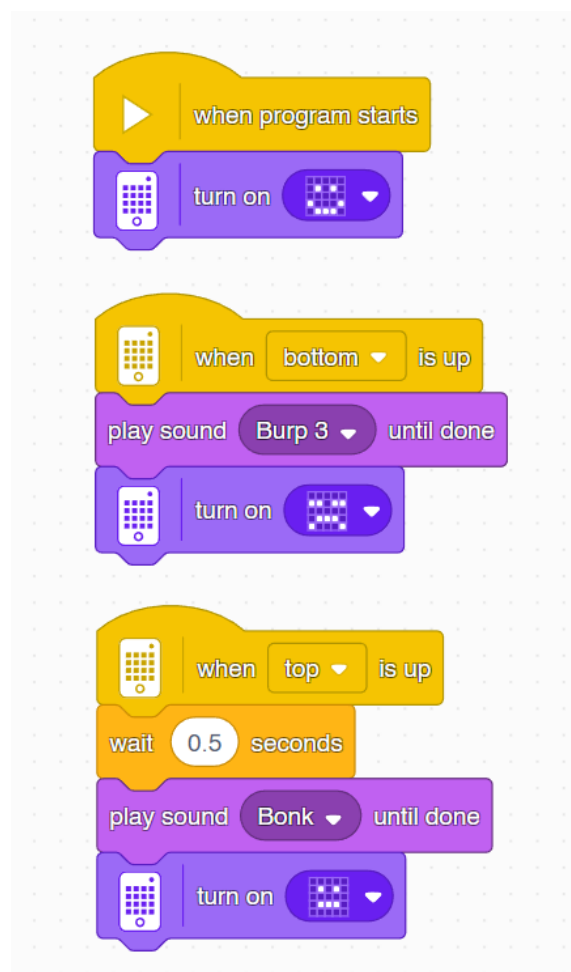 when program starts
turn on
when bottom is up
play sound Burp 3 until done
turn on
when top is up
wait 0.5 seconds
play sound Bonk until done
turn on